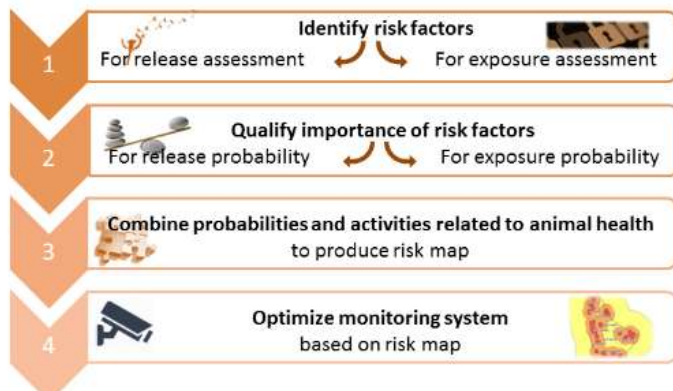 1
Identify risk factors
For release assessment For exposure assessment
2
Qualify importance of risk factors
For release probability For exposure probability
3
Combine probabilities and activities related to animal health
to produce risk map
4
Optimize monitoring system
based on risk map